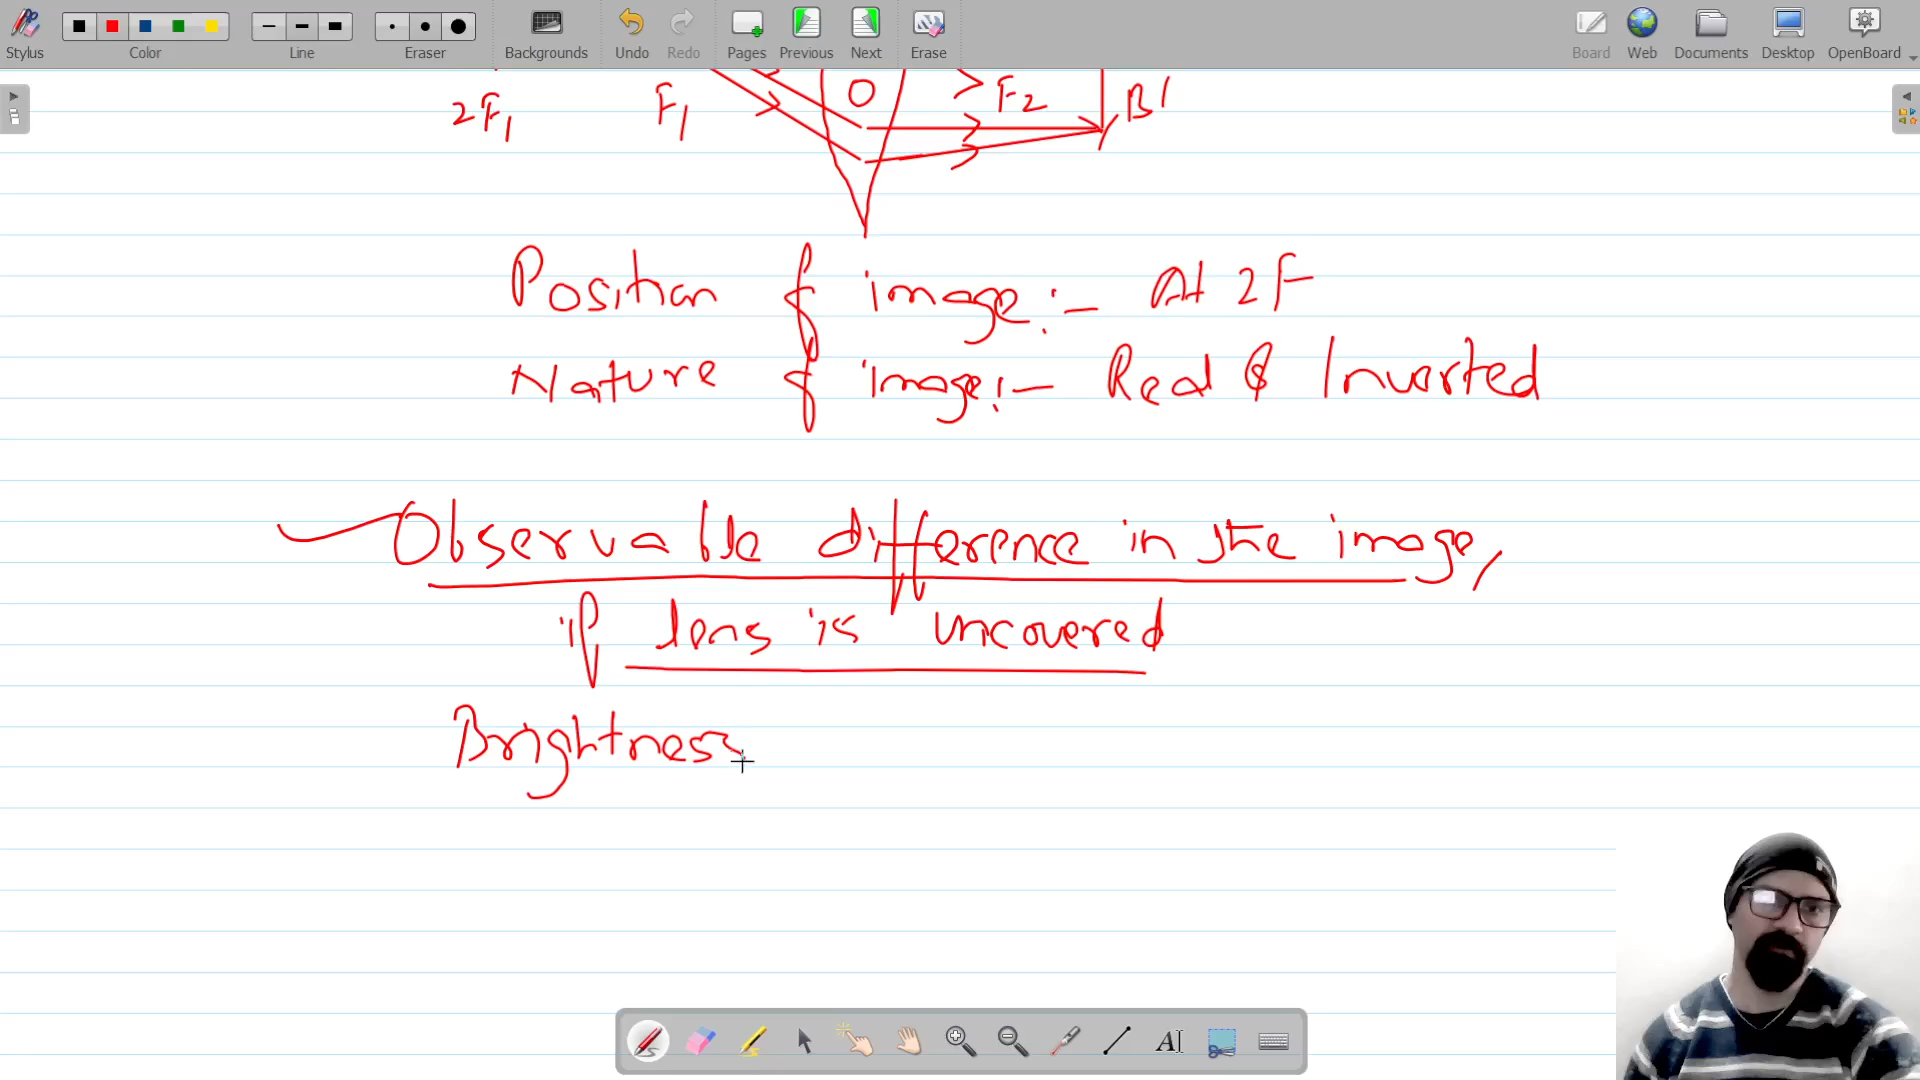 Stylus Color Line Eraser Backgrounds Undo Redo Pages Previous Next Erase Board Web Documents Desktop OpenBoard
2F1 F1 O F2 B'
Position of image:- At 2F
Nature of image:- Real & Inverted
Observable difference in the image,
if lens is uncovered
Brightness